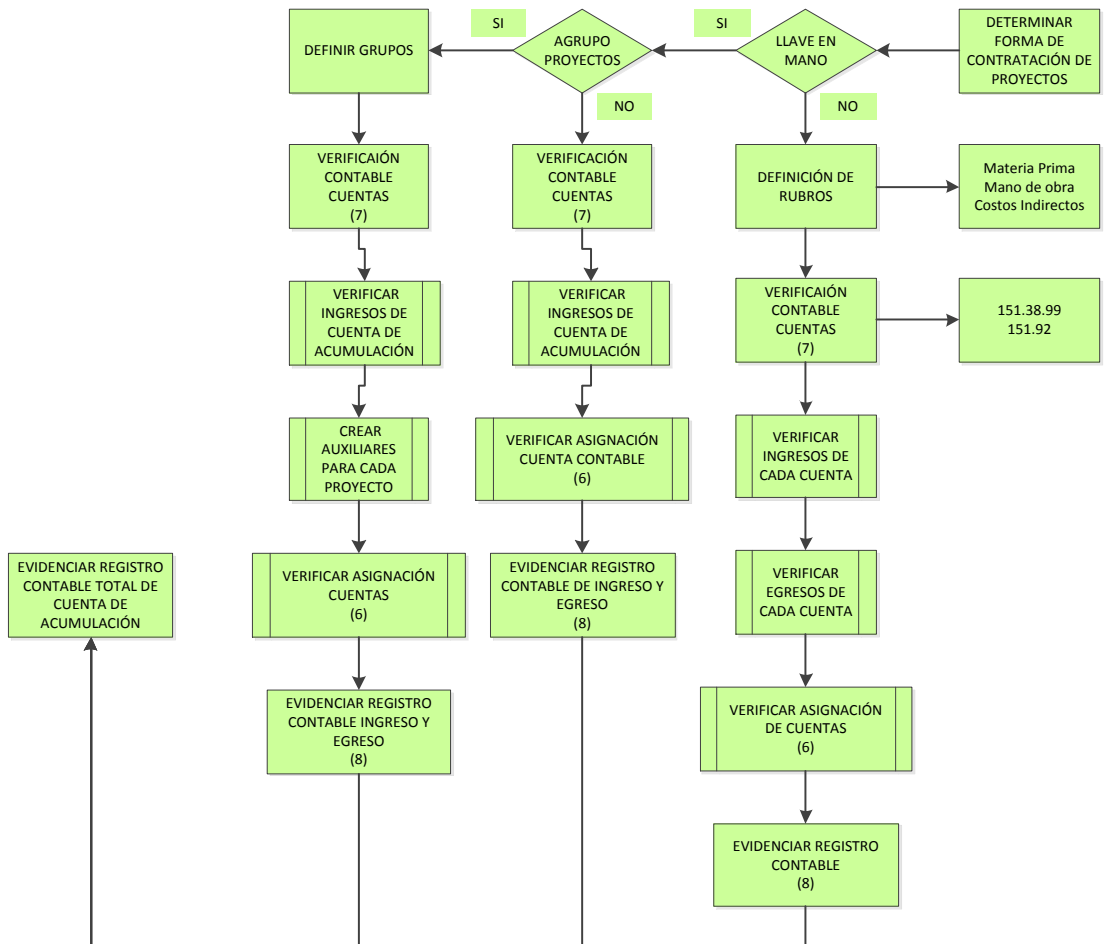 DETERMINAR
FORMA DE
CONTRATACIÓN DE
PROYECTOS
LLAVE EN
MANO
SI
AGRUPO
PROYECTOS
SI
DEFINIR GRUPOS
NO
NO
VERIFICAIÓN
CONTABLE
CUENTAS
(7)
VERIFICAR
INGRESOS DE
CUENTA DE
ACUMULACIÓN
CREAR
AUXILIARES
PARA CADA
PROYECTO
VERIFICAR ASIGNACIÓN
CUENTAS
(6)
EVIDENCIAR REGISTRO
CONTABLE INGRESO Y
EGRESO
(8)
VERIFICACIÓN
CONTABLE
CUENTAS
(7)
VERIFICAR
INGRESOS DE
CUENTA DE
ACUMULACIÓN
VERIFICAR ASIGNACIÓN
CUENTA CONTABLE
(6)
EVIDENCIAR REGISTRO
CONTABLE DE INGRESO Y
EGRESO
(8)
DEFINICIÓN DE
RUBROS
Materia Prima
Mano de obra
Costos Indirectos
VERIFICAIÓN
CONTABLE
CUENTAS
(7)
151.38.99
151.92
VERIFICAR
INGRESOS DE
CADA CUENTA
VERIFICAR
EGRESOS DE
CADA CUENTA
VERIFICAR ASIGNACIÓN
DE CUENTAS
(6)
EVIDENCIAR REGISTRO
CONTABLE
(8)
EVIDENCIAR REGISTRO
CONTABLE TOTAL DE
CUENTA DE
ACUMULACIÓN